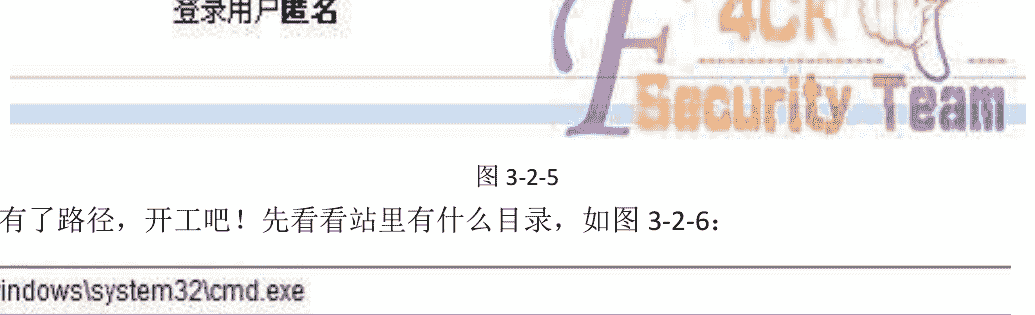 登录用户匿名
F4CK
Security Team
图 3-2-5
有了路径，开工吧！先看看站里有什么目录，如图 3-2-6：
indows\system32\cmd.exe